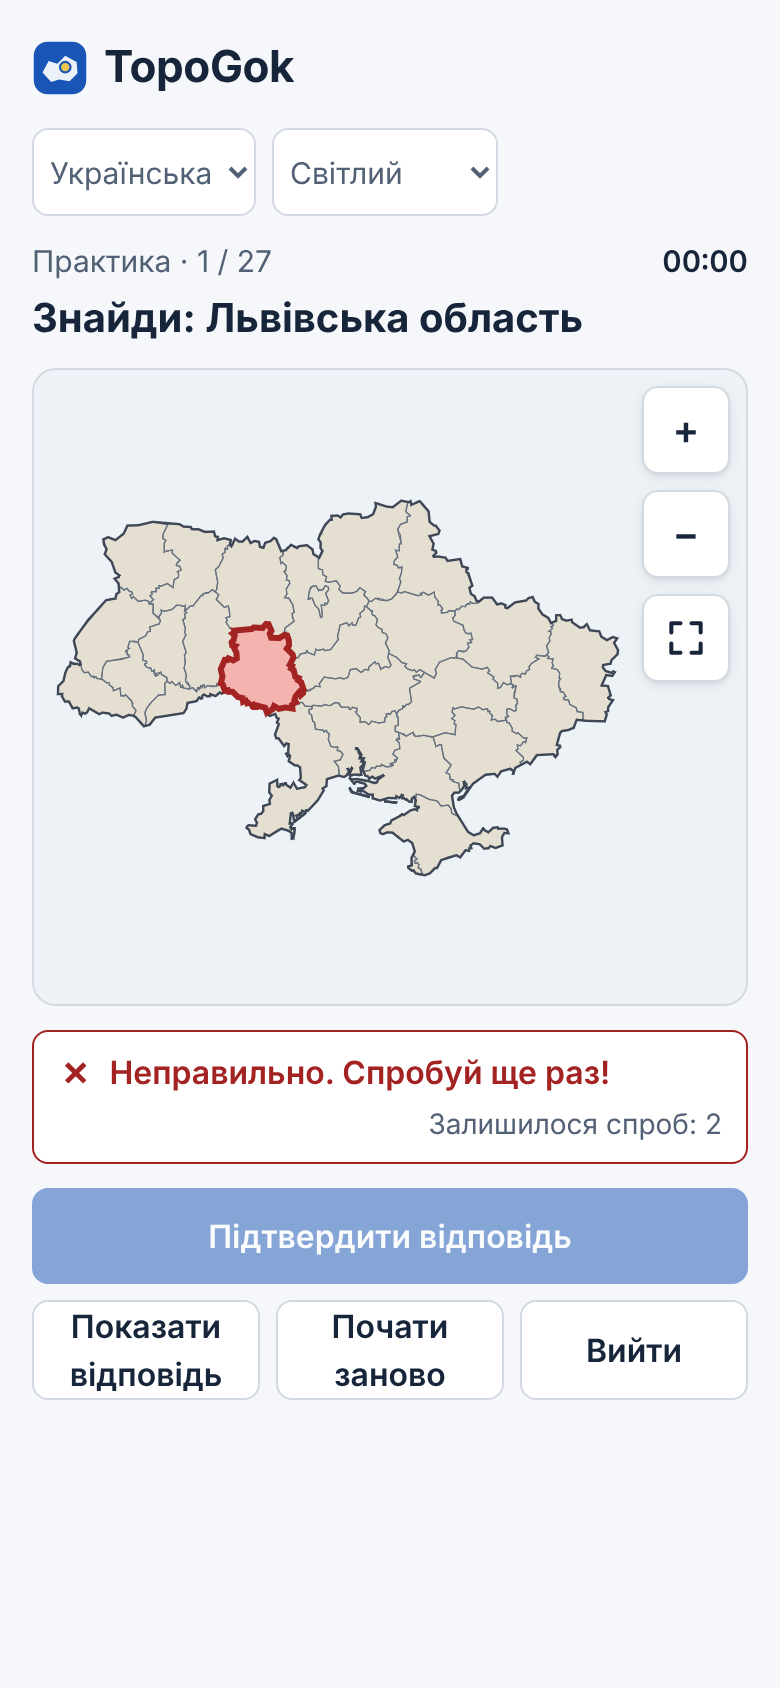 TopoGok
Українська
Світлий
Практика · 1 / 27
00:00
Знайди: Львівська область
+
−
✕ Неправильно. Спробуй ще раз!
Залишилося спроб: 2
Підтвердити відповідь
Показати
відповідь
Почати
заново
Вийти